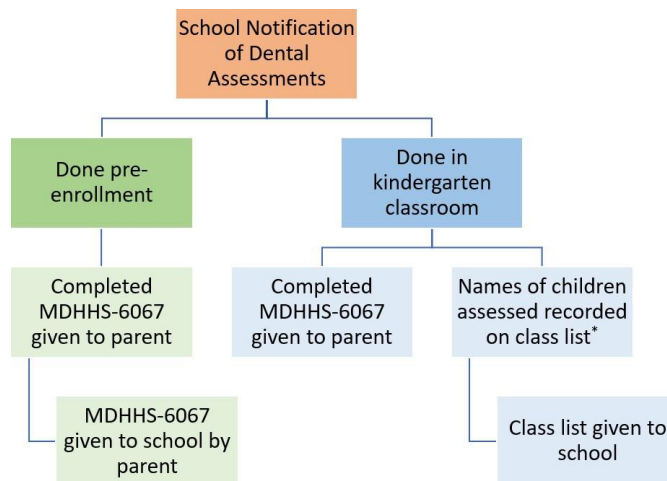 School Notification
of Dental
Assessments
Done pre-
enrollment
Done in
kindergarten
classroom
Completed
MDHHS-6067
given to parent
Completed
MDHHS-6067
given to parent
Names of children
assessed recorded
on class list*
MDHHS-6067
given to school by
parent
Class list given to
school